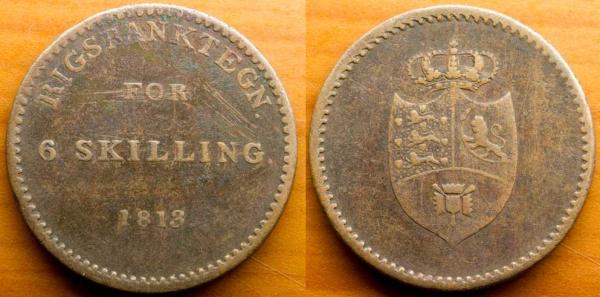 RIGSBANKTEGN.
FOR
6 SKILLING.
1813